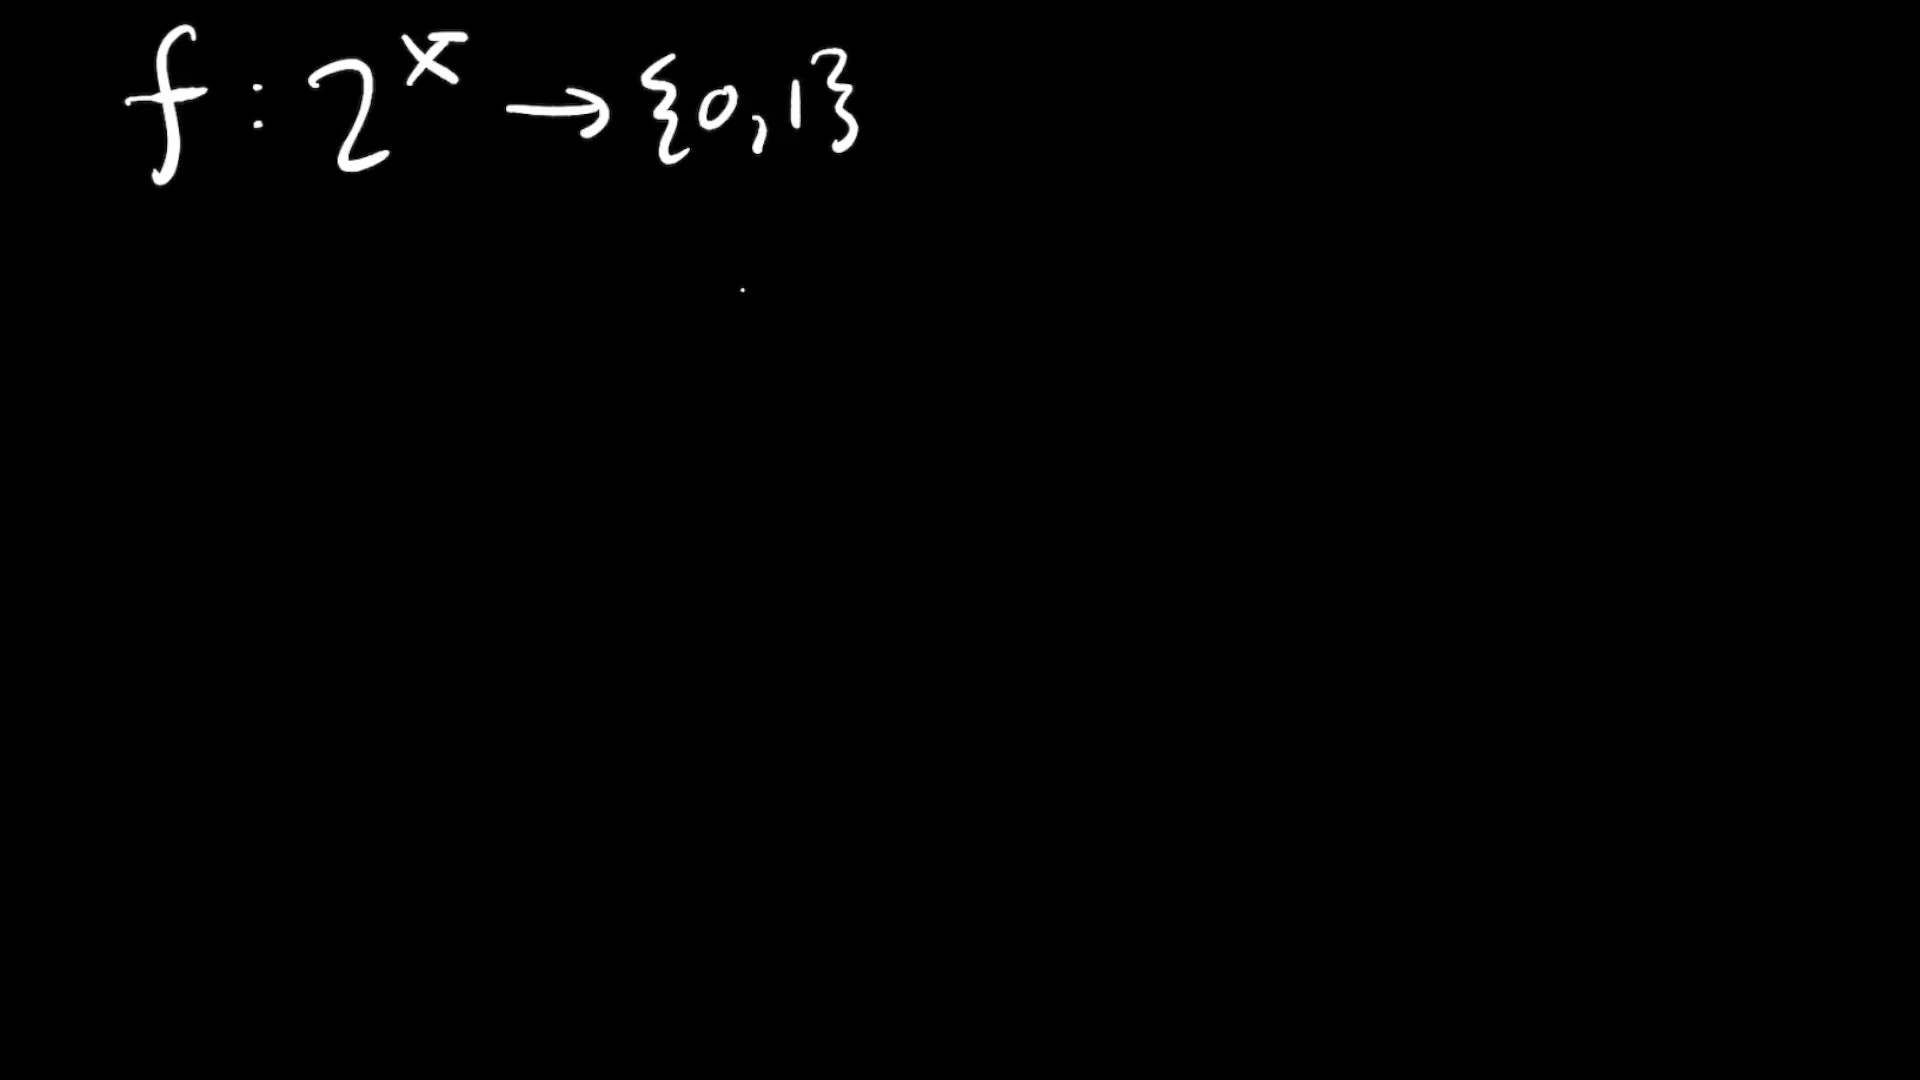 f : 2^x → {0,1}